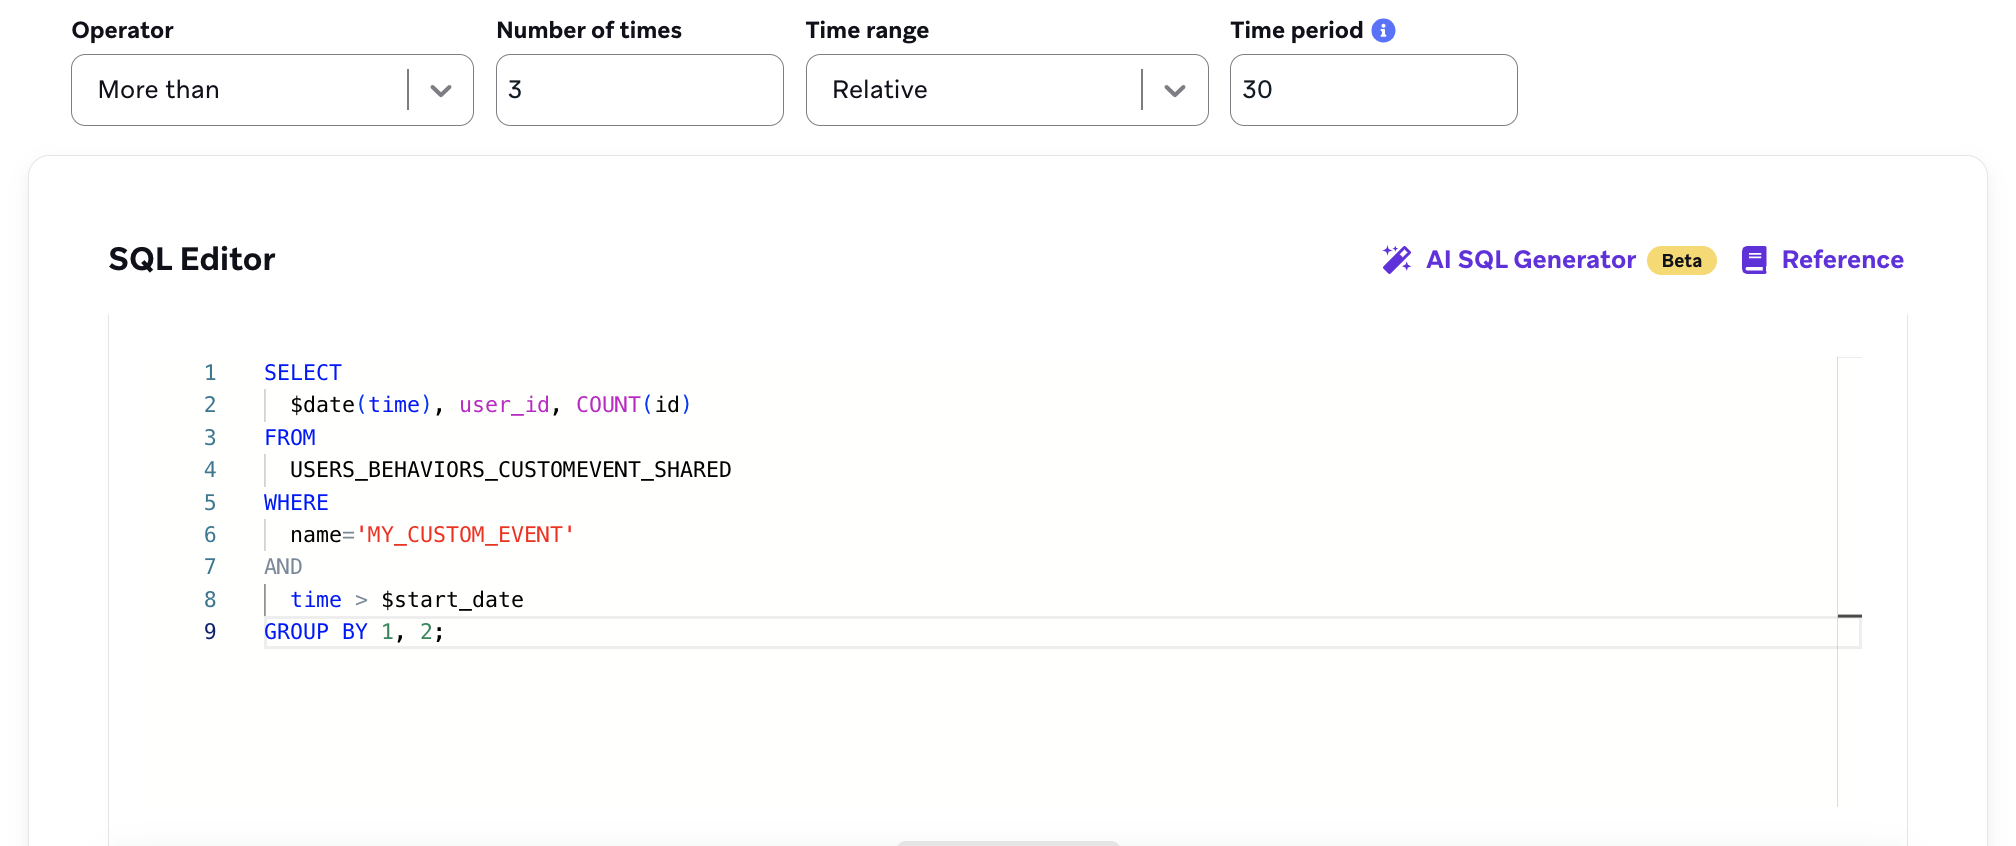 Operator Number of times Time range Time period
More than 3 Relative 30
SQL Editor AI SQL Generator Beta Reference
1 SELECT
2 $date(time), user_id, COUNT(id)
3 FROM
4 USERS_BEHAVIORS_CUSTOMEVENT_SHARED
5 WHERE
6 name='MY_CUSTOM_EVENT'
7 AND
8 time > $start_date
9 GROUP BY 1, 2;